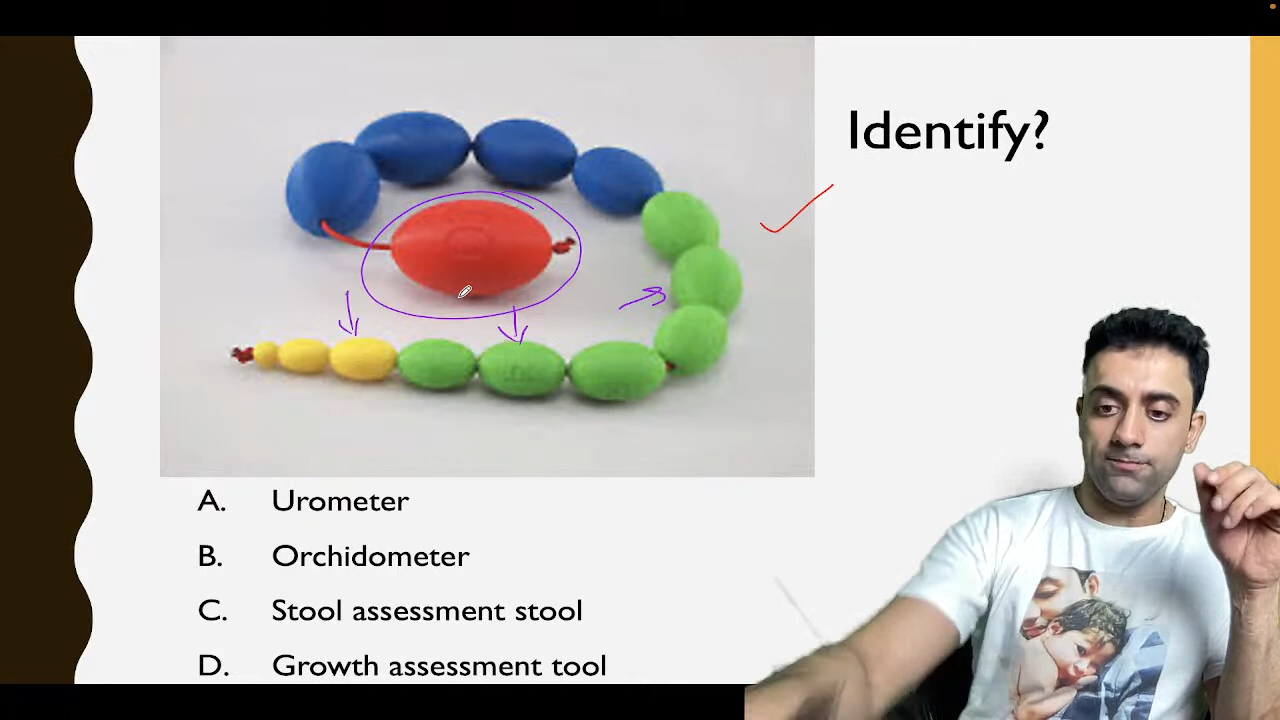 Identify?
A. Urometer
B. Orchidometer
C. Stool assessment stool
D. Growth assessment tool